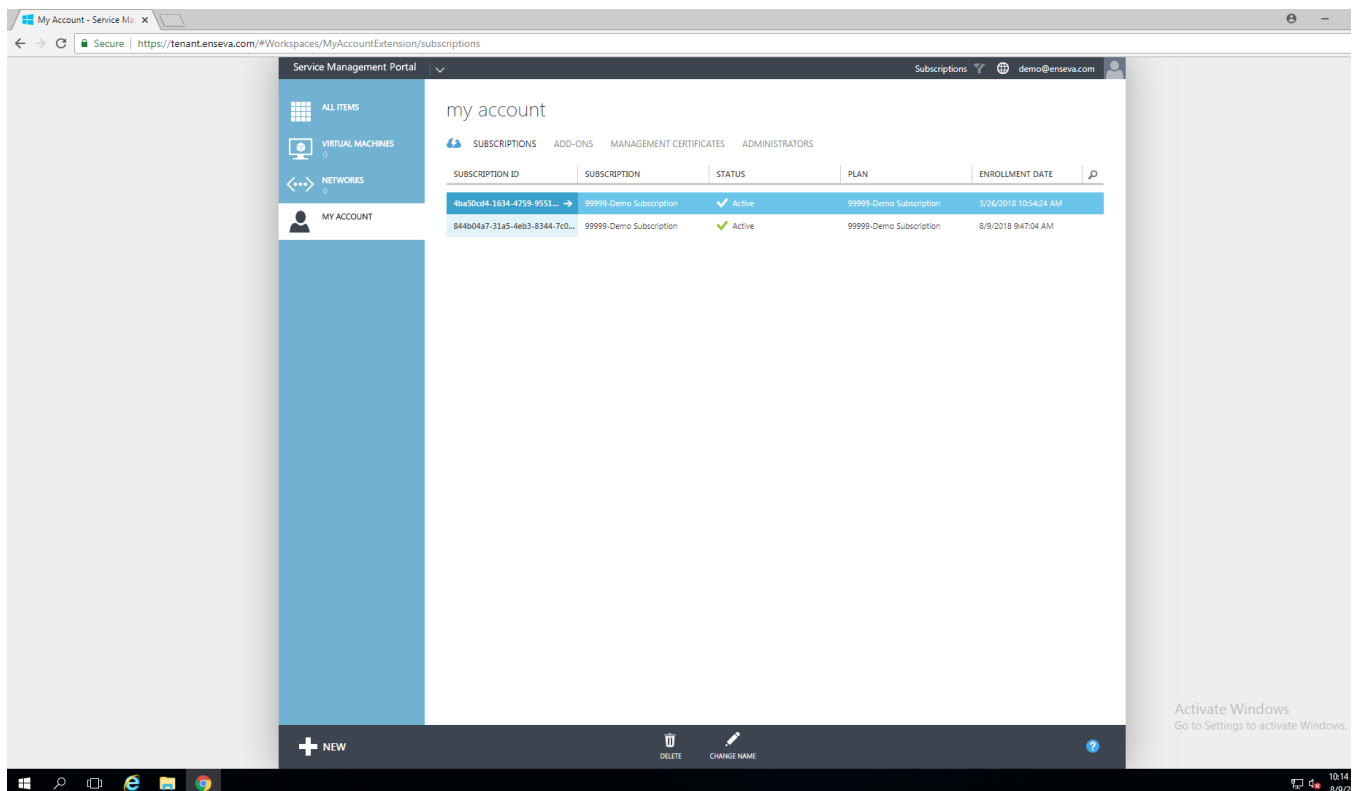 My Account - Service Ma
Secure | https://tenant.enseva.com/#Workspaces/MyAccountExtension/subscriptions
Service Management Portal Subscriptions demo@enseva.com
ALL ITEMS
VIRTUAL MACHINES
0
NETWORKS
0
MY ACCOUNT
my account
SUBSCRIPTIONS ADD-ONS MANAGEMENT CERTIFICATES ADMINISTRATORS
SUBSCRIPTION ID SUBSCRIPTION STATUS PLAN ENROLLMENT DATE
4ba50cd4-1634-4759-9551... 99999-Demo Subscription Active 99999-Demo Subscription 3/26/2018 10:54:24 AM
844b04a7-31a5-4eb3-8344-7c0... 99999-Demo Subscription Active 99999-Demo Subscription 8/9/2018 9:47:04 AM
Activate Windows
Go to Settings to activate Windows.
NEW DELETE CHANGE NAME ?
10:14